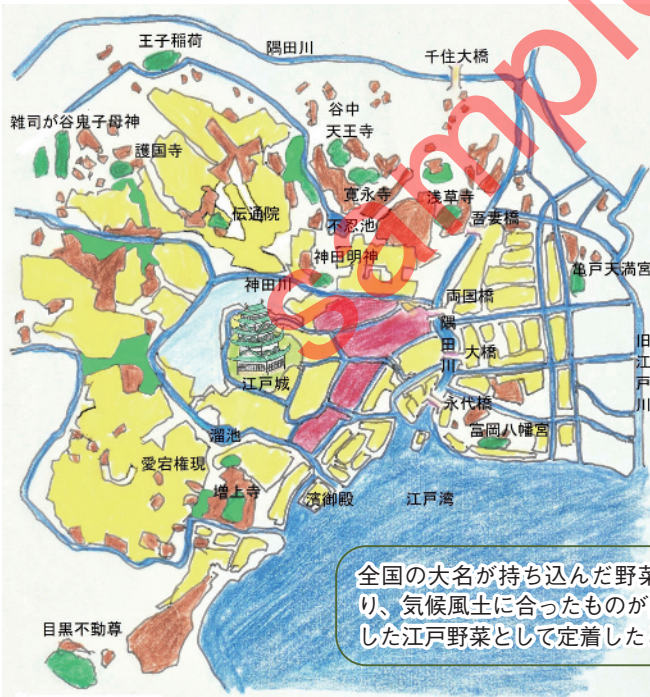 王子稲荷
隅田川
千住大橋
谷中
天王寺
雑司が谷鬼子母神
護国寺
寛永寺
浅草寺
伝通院
不忍池
吾妻橋
神田明神
亀戸天満宮
神田川
両国橋
隅田川
大橋
旧江戸川
江戸城
永代橋
溜池
富岡八幡宮
愛宕権現
増上寺
濱御殿
江戸湾
全国の大名が持ち込んだ野菜
り、気候風土に合ったものが
した江戸野菜として定着した
目黒不動尊
Sample